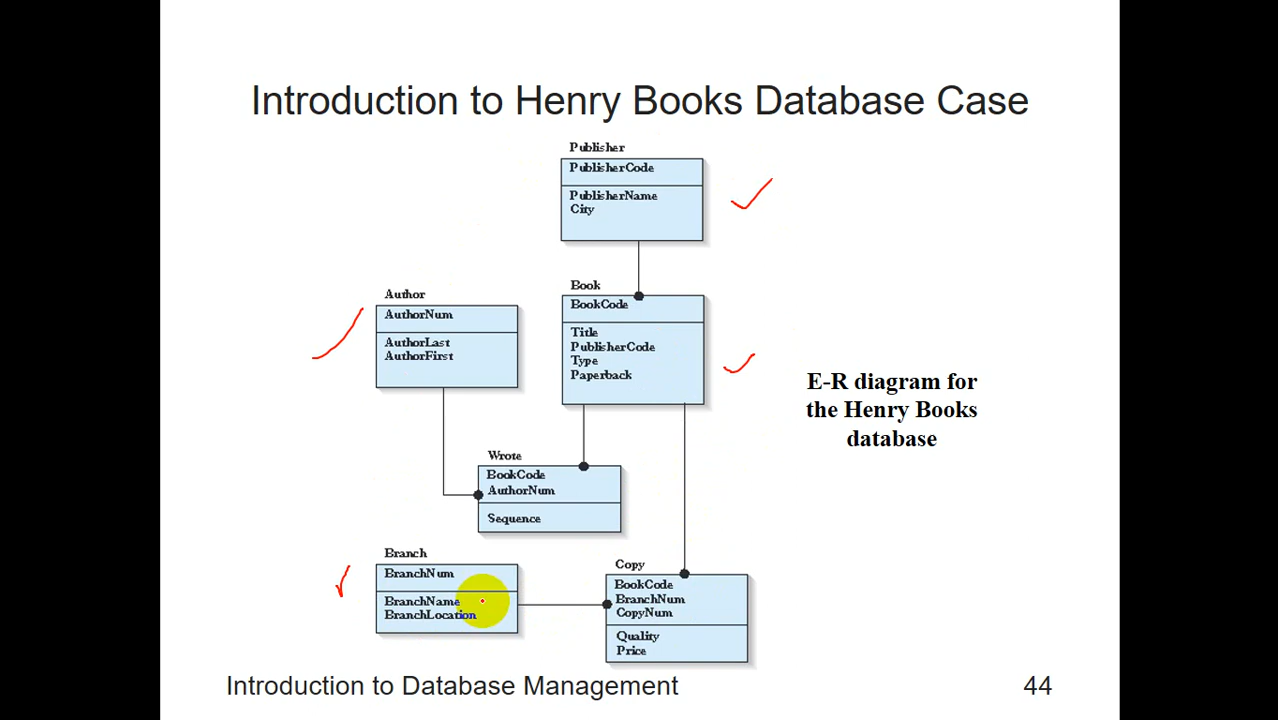 Introduction to Henry Books Database Case
Publisher
PublisherCode
PublisherName
City
Book
BookCode
Title
PublisherCode
Type
Paperback
Author
AuthorNum
AuthorLast
AuthorFirst
E-R diagram for
the Henry Books
database
Wrote
BookCode
AuthorNum
Sequence
Branch
BranchNum
BranchName
BranchLocation
Copy
BookCode
BranchNum
CopyNum
Quality
Price
Introduction to Database Management
44